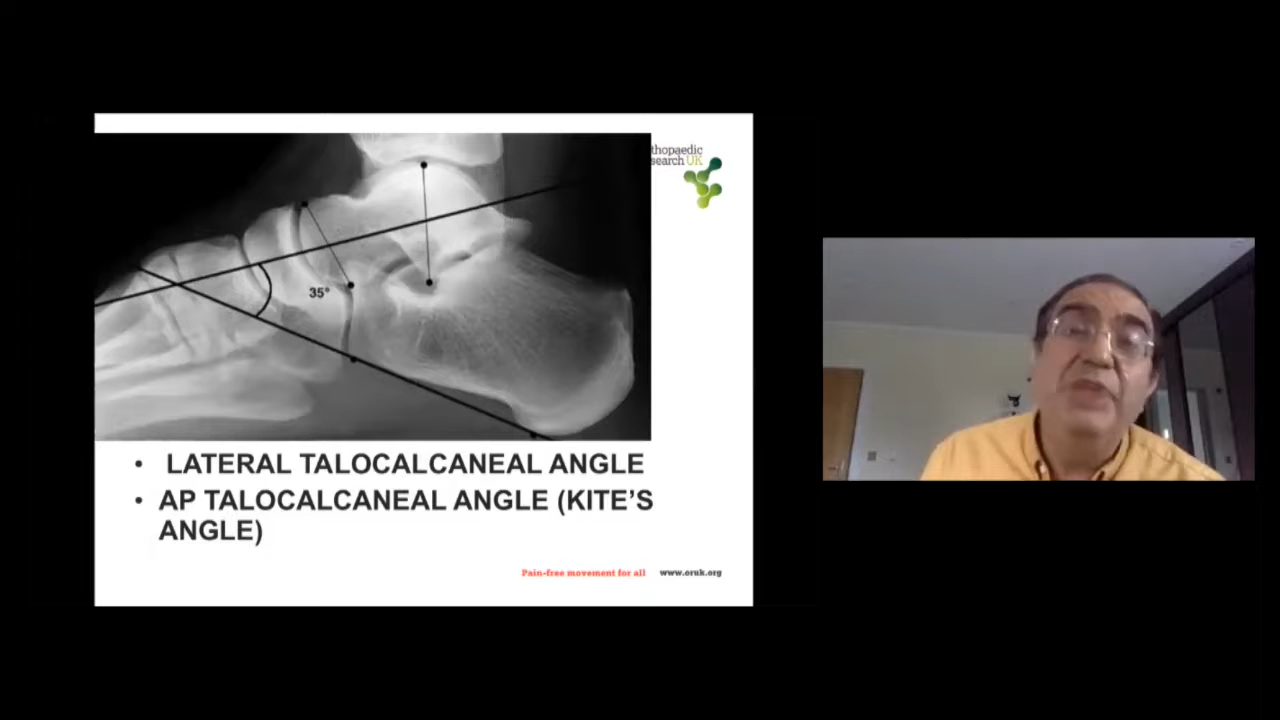 thopaedic
search UK
35°
• LATERAL TALOCALCANEAL ANGLE
• AP TALOCALCANEAL ANGLE (KITE'S
ANGLE)
Pain-free movement for all www.oruk.org